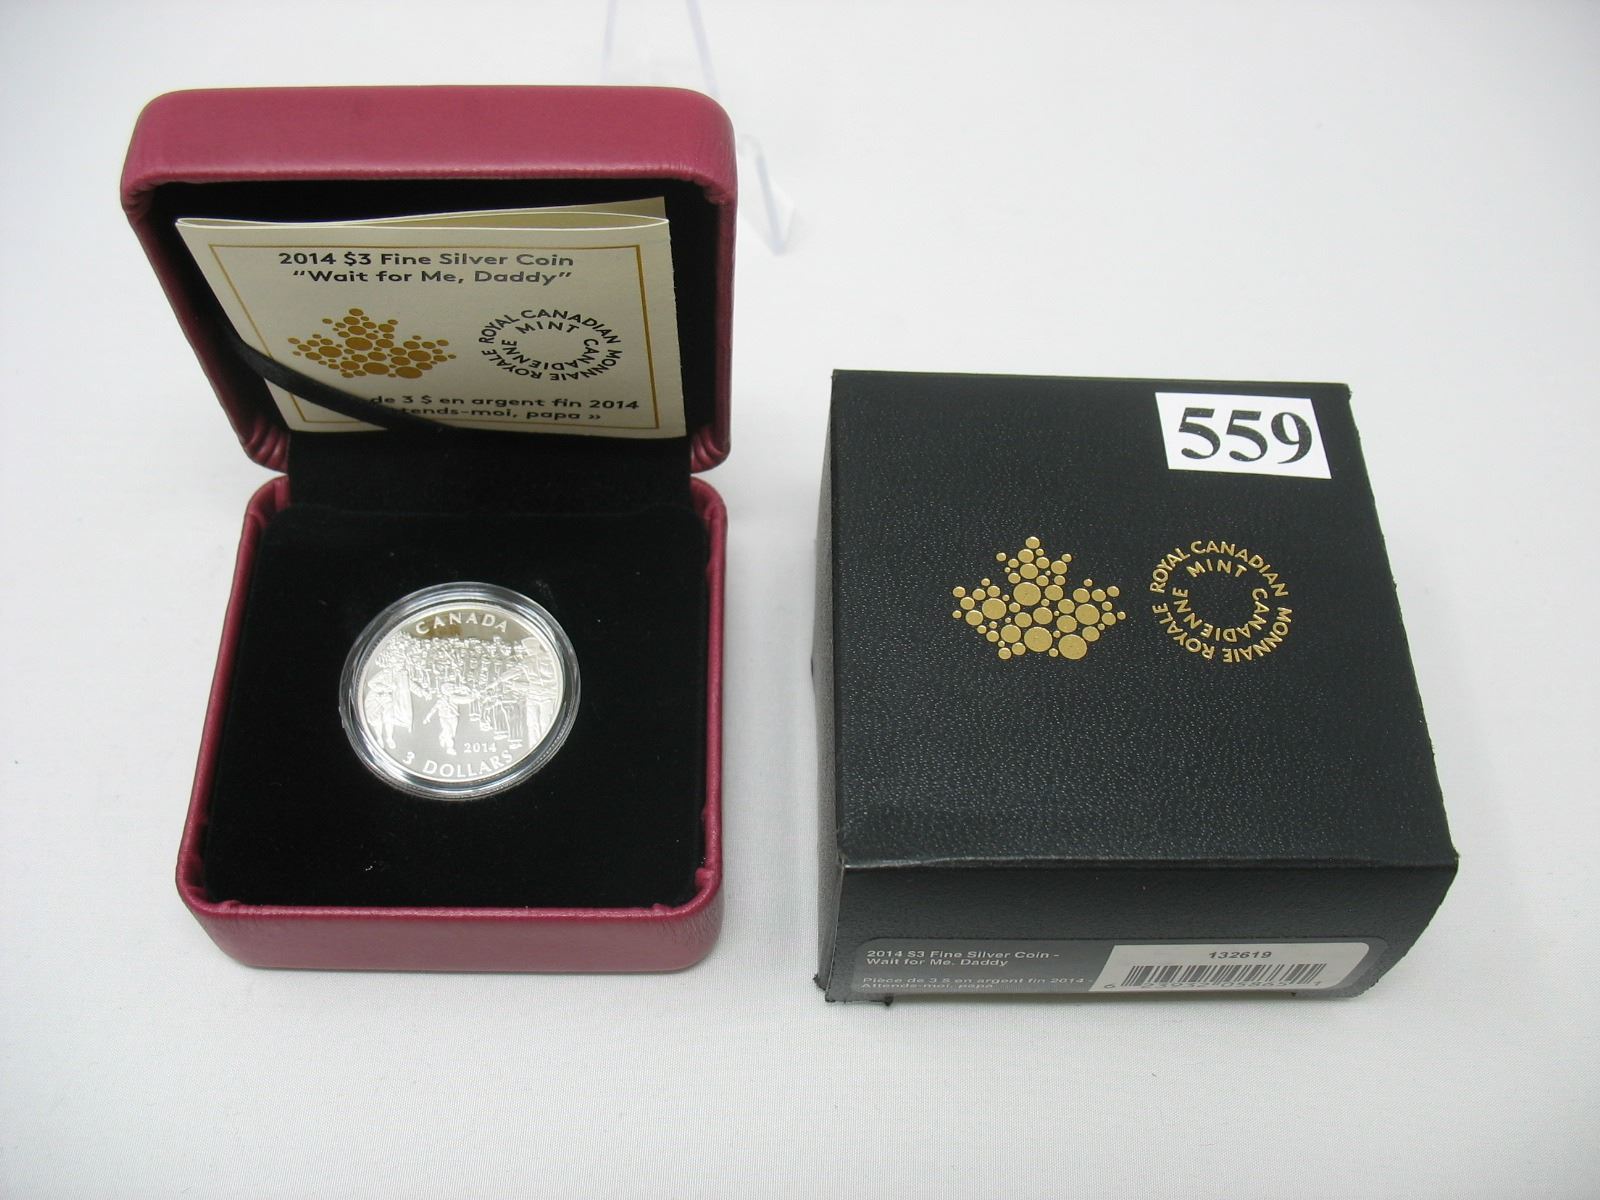 2014 $3 Fine Silver Coin
“Wait for Me, Daddy”
ROYAL CANADIAN MINT
MONNAIE ROYALE CANADIENNE
de 3 $ en argent fin 2014
ttends-moi, papa »
CANADA
2014
3 DOLLARS
559
ROYAL CANADIAN MINT
MONNAIE ROYALE CANADIENNE
2014 $3 Fine Silver Coin -
Wait for Me, Daddy
Pièce de 3 $ en argent fin 2014 -
Attends-moi, papa
132619